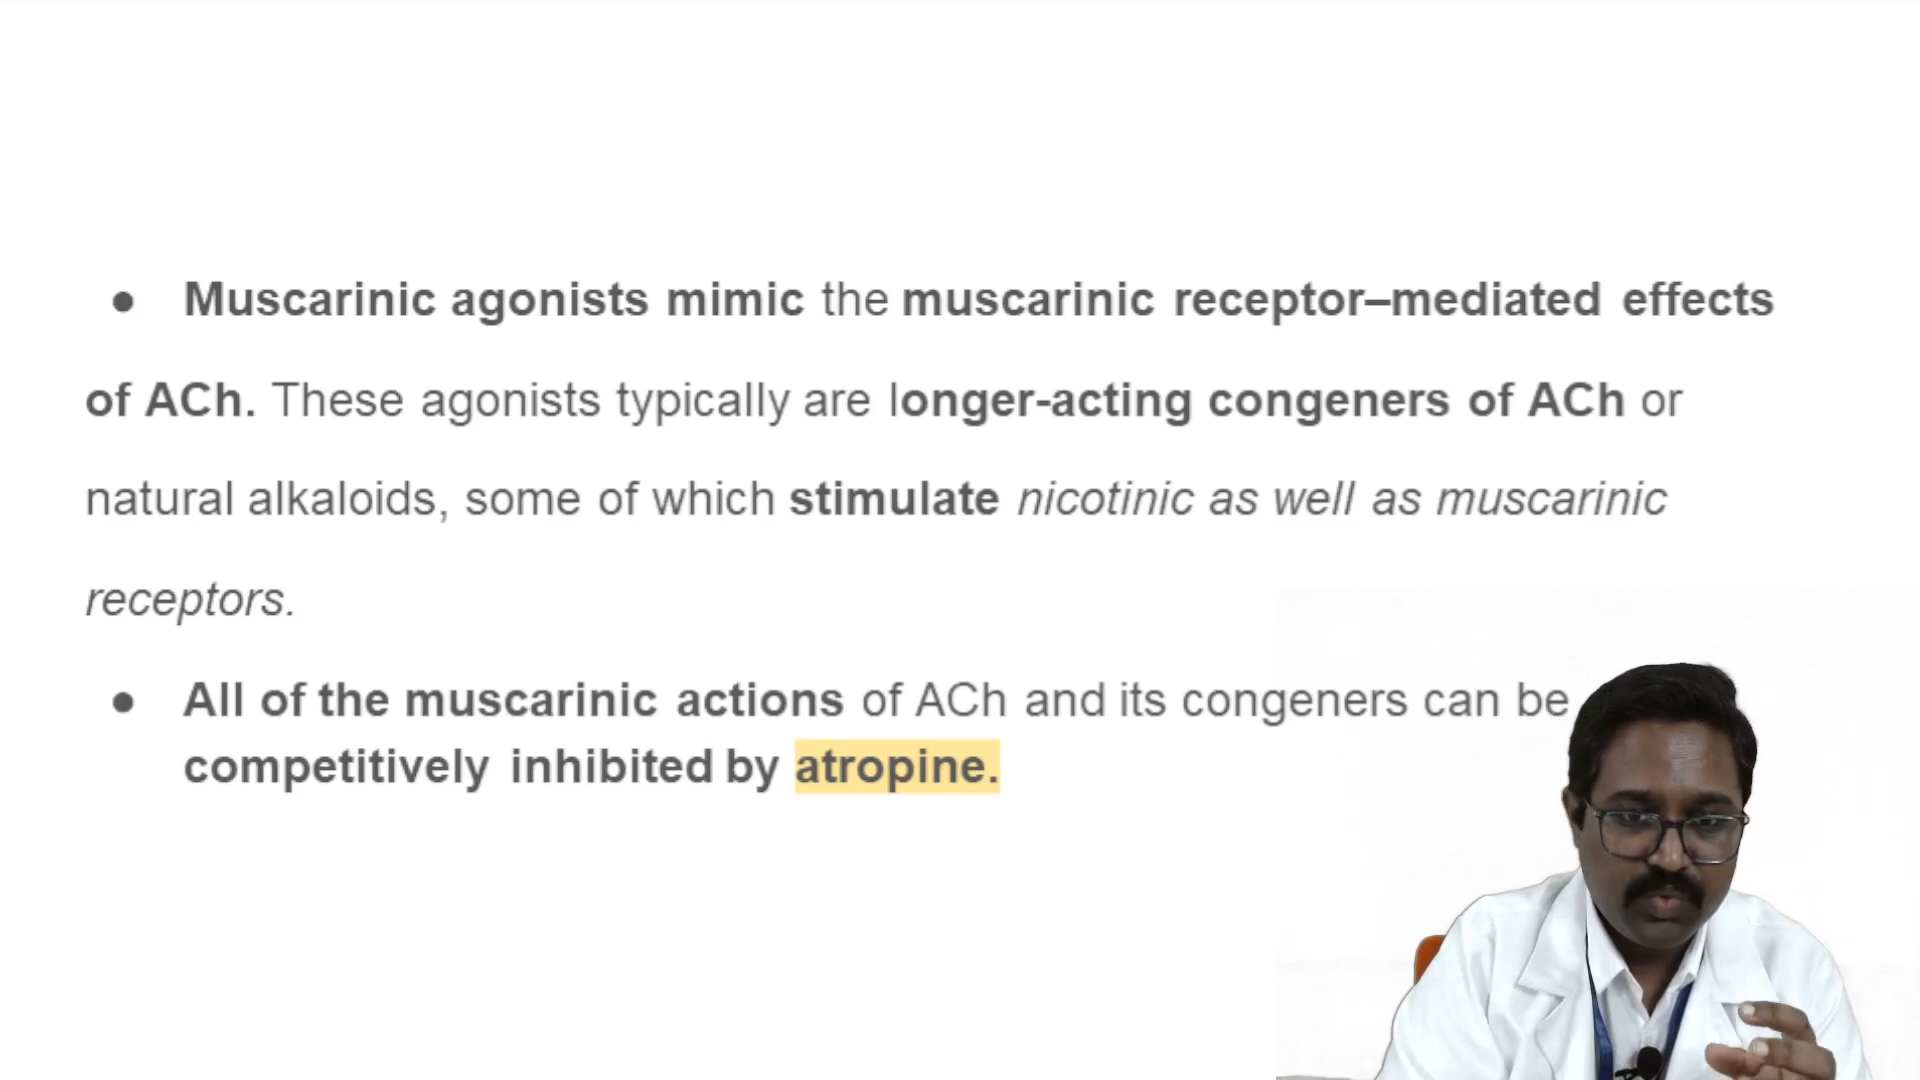 ● Muscarinic agonists mimic the muscarinic receptor–mediated effects
of ACh. These agonists typically are longer-acting congeners of ACh or
natural alkaloids, some of which stimulate nicotinic as well as muscarinic
receptors.
● All of the muscarinic actions of ACh and its congeners can be
competitively inhibited by atropine.